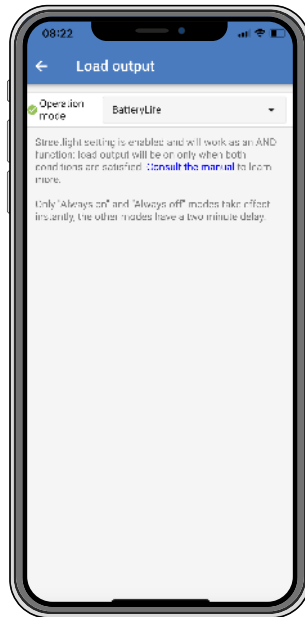 08:22
Load output
Operation
mode
BatteryLife
Streetlight setting is enabled and will work as an AND
function: load output will be on only when both
conditions are satisfied. Consult the manual to learn
more.
Only "Always on" and "Always off" modes take effect
instantly, the other modes have a two minute delay.